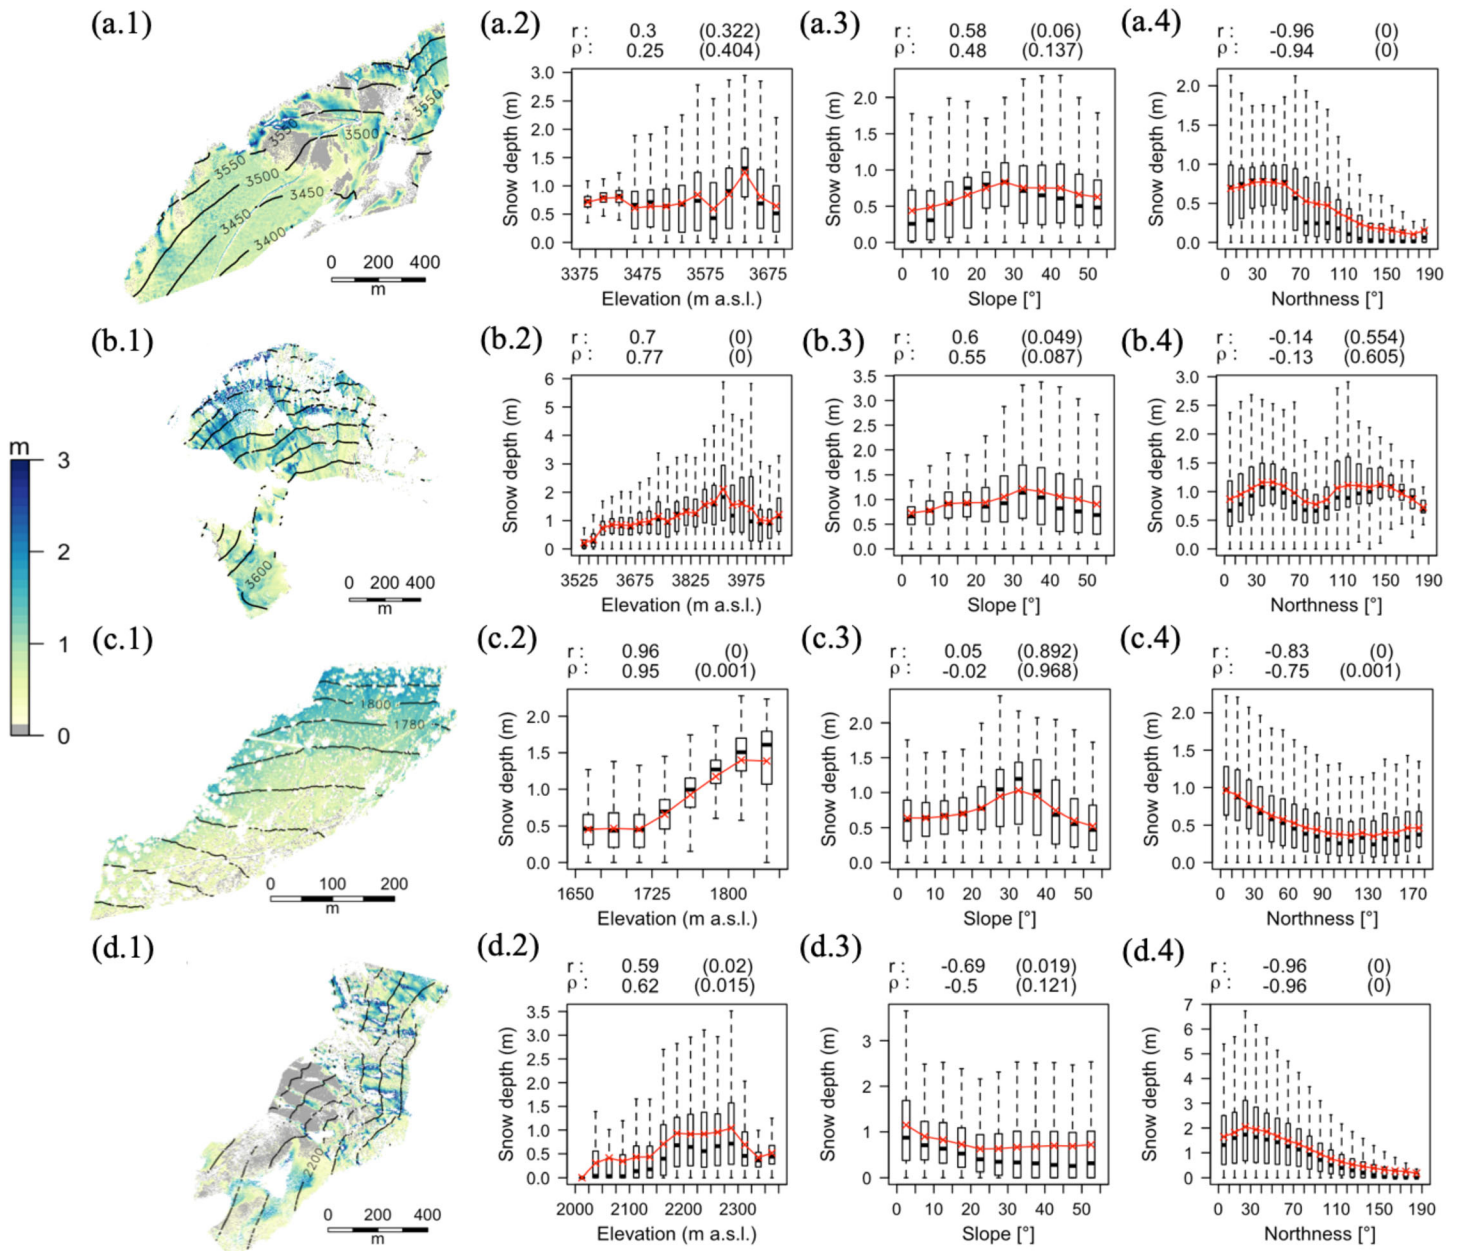 (a.1)
3550
3500
3550
3550
3500
3450
3450
3400
0 200 400
m
(a.2)
r : 0.3 (0.322)
ρ : 0.25 (0.404)
Snow depth (m)
3.0
2.5
2.0
1.5
1.0
0.5
0.0
3375 3475 3575 3675
Elevation (m a.s.l.)
(a.3)
r : 0.58 (0.06)
ρ : 0.48 (0.137)
Snow depth (m)
2.0
1.5
1.0
0.5
0.0
0 10 20 30 40 50
Slope [°]
(a.4)
r : -0.96 (0)
ρ : -0.94 (0)
Snow depth (m)
2.0
1.5
1.0
0.5
0.0
0 30 70 110 150 190
Northness [°]
m
3
2
1
0
(b.1)
3600
0 200 400
m
(b.2)
r : 0.7 (0)
ρ : 0.77 (0)
Snow depth (m)
6
5
4
3
2
1
0
3525 3675 3825 3975
Elevation (m a.s.l.)
(b.3)
r : 0.6 (0.049)
ρ : 0.55 (0.087)
Snow depth (m)
3.5
3.0
2.5
2.0
1.5
1.0
0.5
0.0
0 10 20 30 40 50
Slope [°]
(b.4)
r : -0.14 (0.554)
ρ : -0.13 (0.605)
Snow depth (m)
3.0
2.5
2.0
1.5
1.0
0.5
0.0
0 30 70 110 150 190
Northness [°]
(c.1)
1800
1780
0 100 200
m
(c.2)
r : 0.96 (0)
ρ : 0.95 (0.001)
Snow depth (m)
2.0
1.5
1.0
0.5
0.0
1650 1725 1800
Elevation (m a.s.l.)
(c.3)
r : 0.05 (0.892)
ρ : -0.02 (0.968)
Snow depth (m)
2.0
1.5
1.0
0.5
0.0
0 10 20 30 40 50
Slope [°]
(c.4)
r : -0.83 (0)
ρ : -0.75 (0.001)
Snow depth (m)
2.0
1.5
1.0
0.5
0.0
0 30 60 90 130 170
Northness [°]
(d.1)
0 200 400
m
(d.2)
r : 0.59 (0.02)
ρ : 0.62 (0.015)
Snow depth (m)
3.5
3.0
2.5
2.0
1.5
1.0
0.5
0.0
2000 2100 2200 2300
Elevation (m a.s.l.)
(d.3)
r : -0.69 (0.019)
ρ : -0.5 (0.121)
Snow depth (m)
3
2
1
0
0 10 20 30 40 50
Slope [°]
(d.4)
r : -0.96 (0)
ρ : -0.96 (0)
Snow depth (m)
7
6
5
4
3
2
1
0
0 30 70 110 150 190
Northness [°]